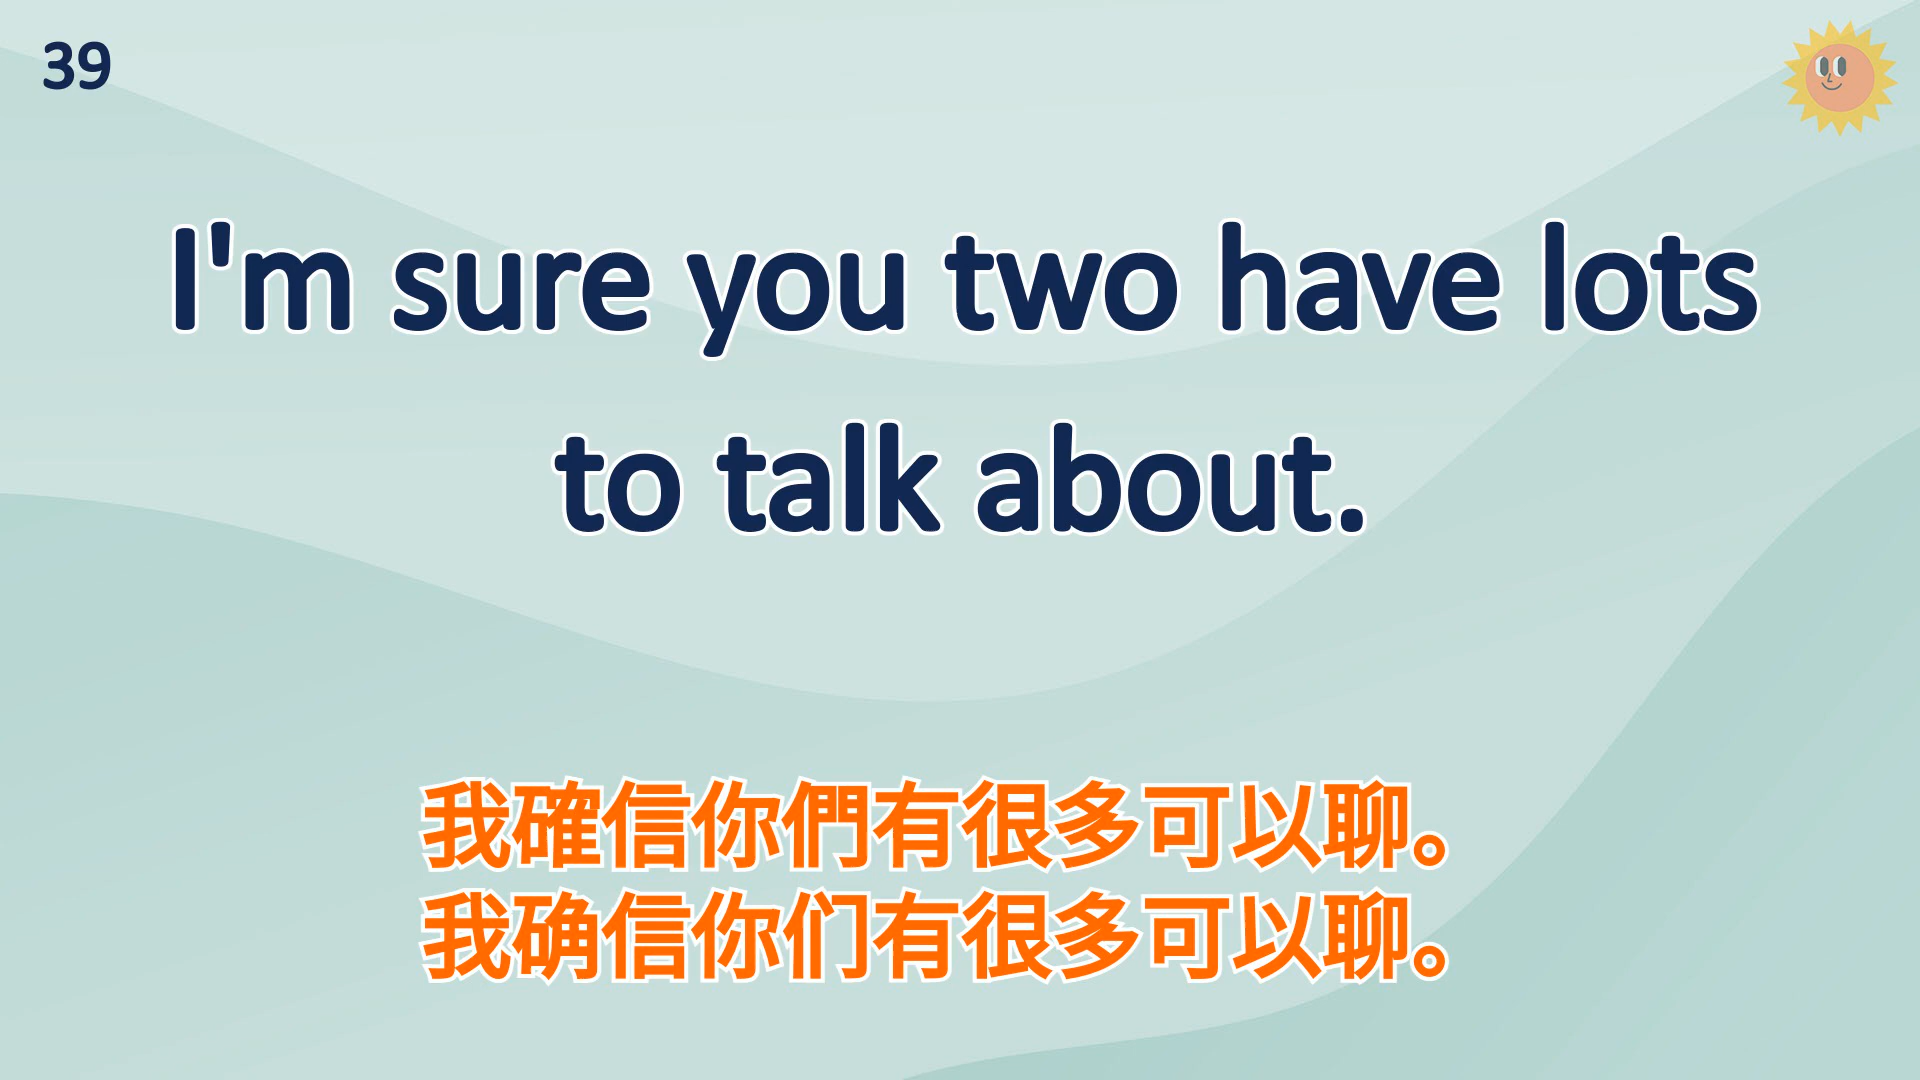 39
I'm sure you two have lots
to talk about.
我確信你們有很多可以聊。
我确信你们有很多可以聊。